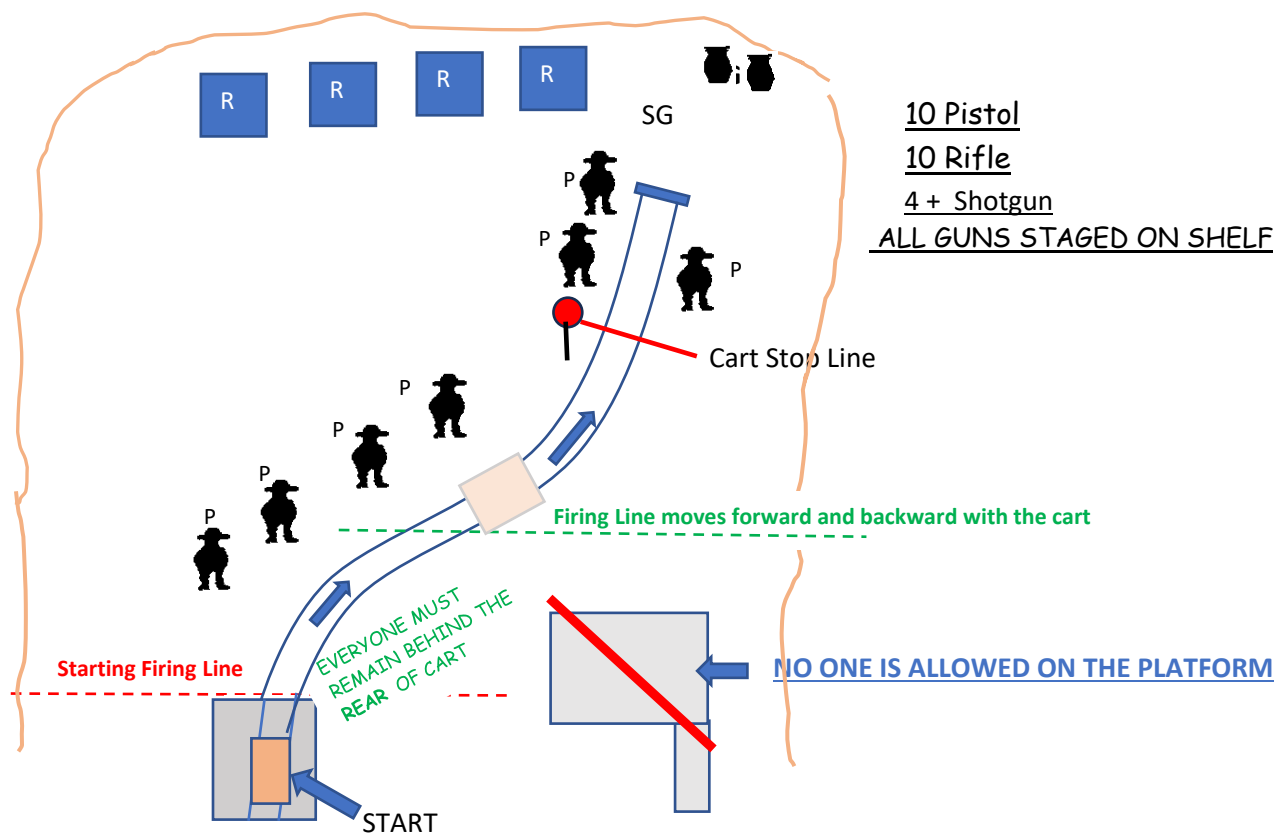 R
R
R
R
i
SG
10 Pistol
10 Rifle
4 +  Shotgun
ALL GUNS STAGED ON SHELF
P
P
P
Cart Stop Line
P
P
P
P
Firing Line moves forward and backward with the cart
EVERYONE MUST
REMAIN BEHIND THE
REAR OF CART
Starting Firing Line
NO ONE IS ALLOWED ON THE PLATFORM
START